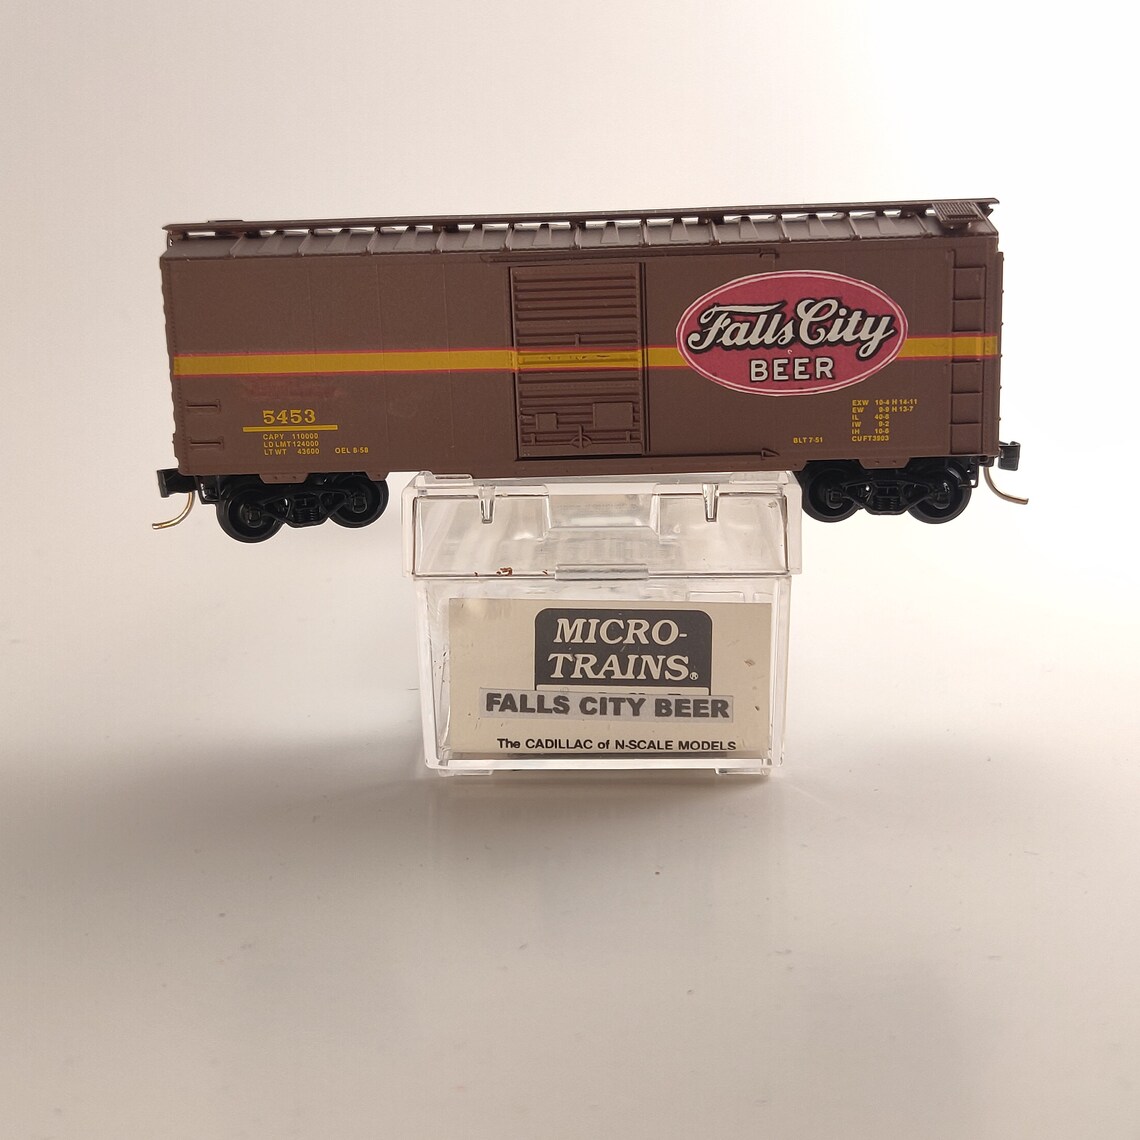 Falls City
BEER
5453
CAPY 110000
LD LMT 124000
LT WT 43600 OEL 8-58
BLT 7-51
EXW 10-4 H 14-11
EW 9-9 H 13-7
IL 40-6
IW 9-2
IH 10-6
CU FT 3903
MICRO-
TRAINS®
FALLS CITY BEER
The CADILLAC of N-SCALE MODELS